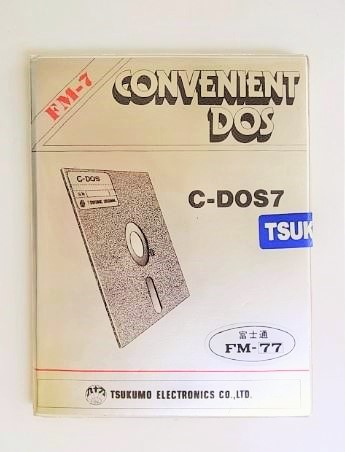 FM-7
CONVENIENT
DOS
C-DOS
C-DOS7
TSUK
富士通
FM-77
TSUKUMO ELECTRONICS CO.,LTD.